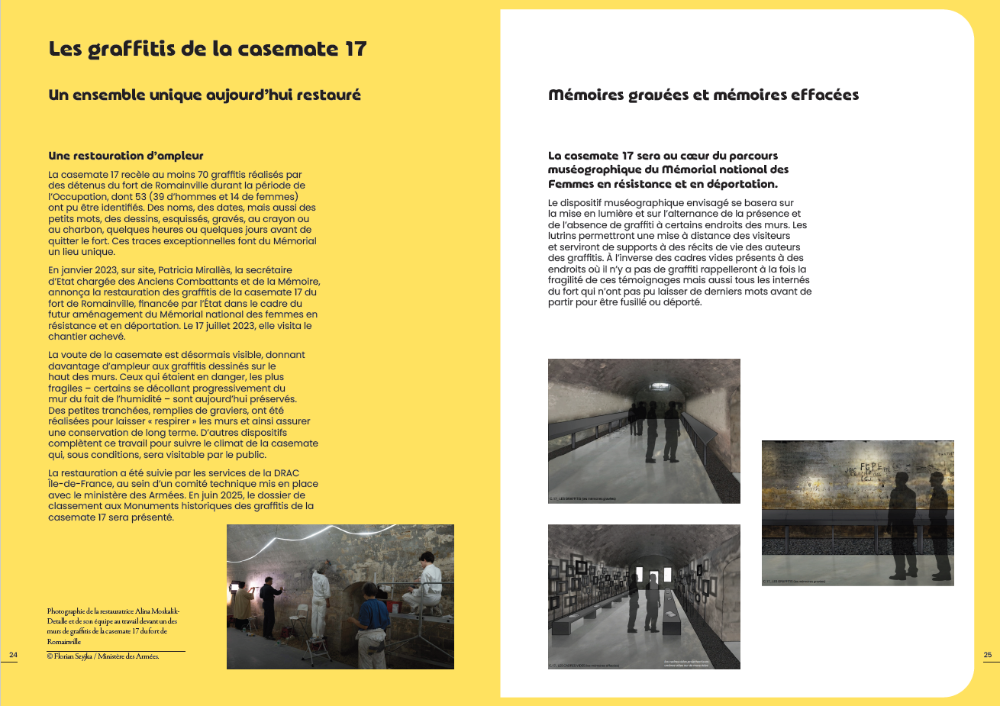 Les graffitis de la casemate 17
Un ensemble unique aujourd’hui restauré
Une restauration d’ampleur
La casemate 17 recèle au moins 70 graffitis réalisés par
des détenus du fort de Romainville durant la période de
l’Occupation, dont 53 (39 d’hommes et 14 de femmes)
ont pu être identifiés. Des noms, des dates, mais aussi des
petits mots, des dessins, esquissés, gravés, au crayon ou
au charbon, quelques heures ou quelques jours avant de
quitter le fort. Ces traces exceptionnelles font du Mémorial
un lieu unique.
En janvier 2023, sur site, Patricia Mirallès, la secrétaire
d’Etat chargée des Anciens Combattants et de la Mémoire,
annonça la restauration des graffitis de la casemate 17 du
fort de Romainville, financée par l’État dans le cadre du
futur aménagement du Mémorial national des femmes en
résistance et en déportation. Le 17 juillet 2023, elle visita le
chantier achevé.
La voute de la casemate est désormais visible, donnant
davantage d’ampleur aux graffitis dessinés sur le
haut des murs. Ceux qui étaient en danger, les plus
fragiles – certains se décollant progressivement du
mur du fait de l’humidité – sont aujourd’hui préservés.
Des petites tranchées, remplies de graviers, ont été
réalisées pour laisser « respirer » les murs et ainsi assurer
une conservation de long terme. D’autres dispositifs
complètent ce travail pour suivre le climat de la casemate
qui, sous conditions, sera visitable par le public.
La restauration a été suivie par les services de la DRAC
Île-de-France, au sein d’un comité technique mis en place
avec le ministère des Armées. En juin 2025, le dossier de
classement aux Monuments historiques des graffitis de la
casemate 17 sera présenté.
Photographie de la restauratrice Alina Moskalik-
Detalle et de son équipe au travail devant un des
murs de graffitis de la casemate 17 du fort de
Romainville
© Florian Szyjka / Ministère des Armées.
24
Mémoires gravées et mémoires effacées
La casemate 17 sera au cœur du parcours
muséographique du Mémorial national des
Femmes en résistance et en déportation.
Le dispositif muséographique envisagé se basera sur
la mise en lumière et sur l’alternance de la présence et
de l’absence de graffiti à certains endroits des murs. Les
lutrins permettront une mise à distance des visiteurs
et serviront de supports à des récits de vie des auteurs
des graffitis. À l’inverse des cadres vides présents à des
endroits où il n’y a pas de graffiti rappelleront à la fois la
fragilité de ces témoignages mais aussi tous les internés
du fort qui n’ont pas pu laisser de derniers mots avant de
partir pour être fusillé ou déporté.
C.17_ LES GRAFFITIS (les mémoires gravées)
C.17_ LES GRAFFITIS (les mémoires gravées)
C.17_ LES CADRES VIDES (les mémoires effacées)
25